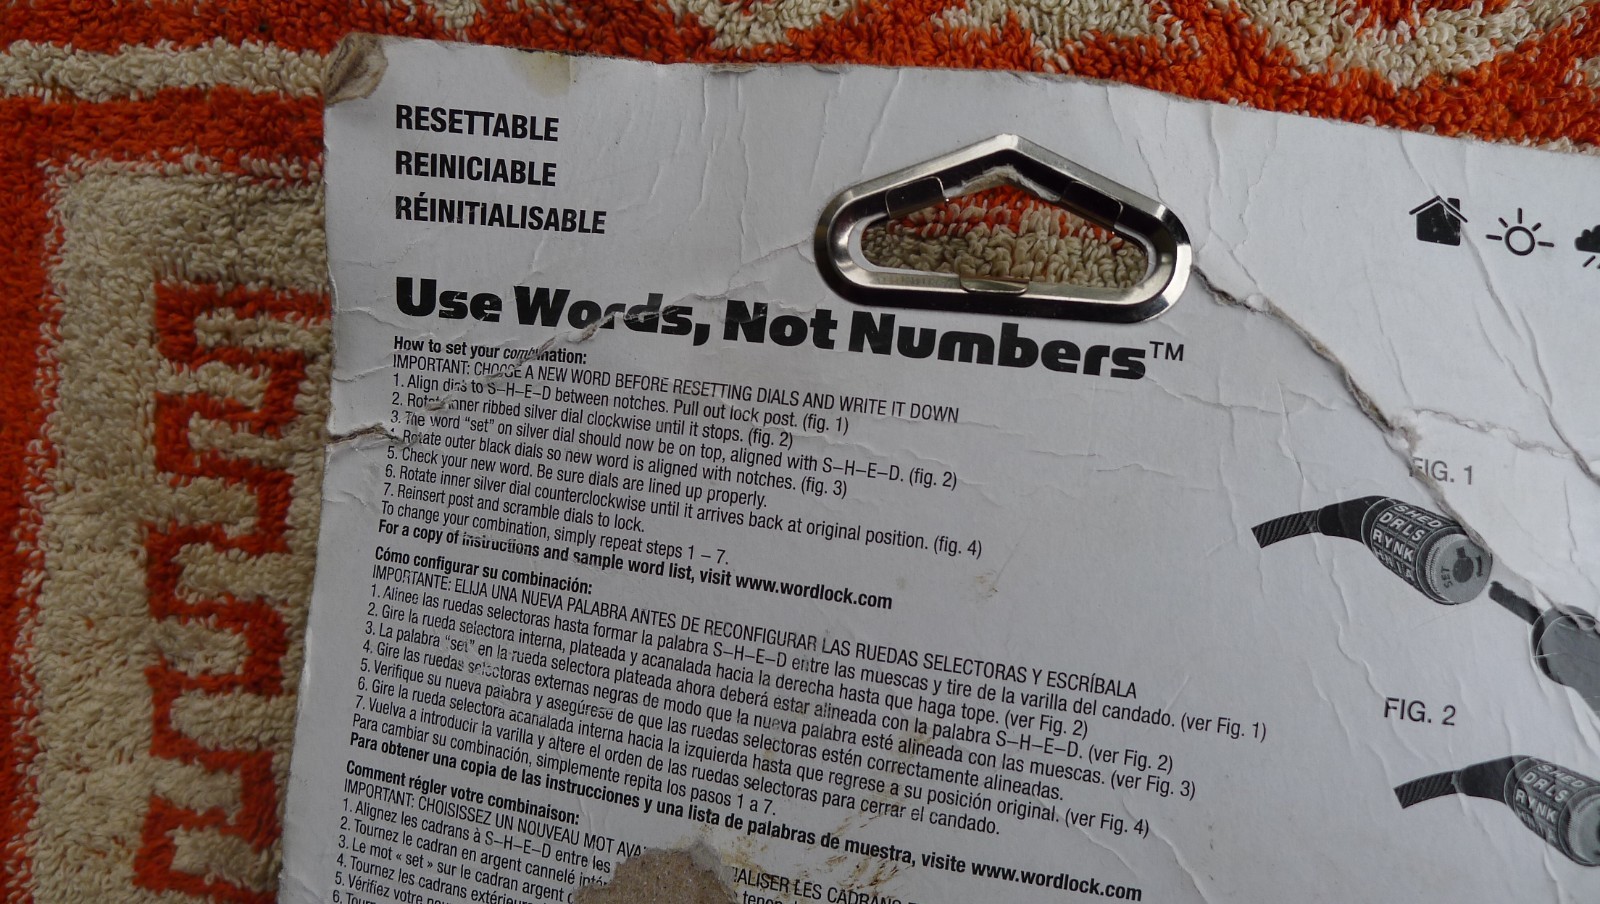 RESETTABLE
REINICIABLE
RÉINITIALISABLE
Use Words, Not Numbers™
How to set your combination:
IMPORTANT: CHOOSE A NEW WORD BEFORE RESETTING DIALS AND WRITE IT DOWN
1. Align dials to S–H–E–D between notches. Pull out lock post. (fig. 1)
2. Rotate inner ribbed silver dial clockwise until it stops. (fig. 2)
3. The word “set” on silver dial should now be on top, aligned with S–H–E–D. (fig. 2)
4. Rotate outer black dials so new word is aligned with notches. (fig. 3)
5. Check your new word. Be sure dials are lined up properly.
6. Rotate inner silver dial counterclockwise until it arrives back at original position. (fig. 4)
7. Reinsert post and scramble dials to lock.
To change your combination, simply repeat steps 1 – 7.
For a copy of instructions and sample word list, visit www.wordlock.com
Cómo configurar su combinación:
IMPORTANTE: ELIJA UNA NUEVA PALABRA ANTES DE RECONFIGURAR LAS RUEDAS SELECTORAS Y ESCRÍBALA
1. Alinee las ruedas selectoras hasta formar la palabra S–H–E–D entre las muescas y tire de la varilla del candado. (ver Fig. 1)
2. Gire la rueda selectora interna, plateada y acanalada hacia la derecha hasta que haga tope. (ver Fig. 2)
3. La palabra “set” en la rueda selectora plateada ahora deberá estar alineada con la palabra S–H–E–D. (ver Fig. 2)
4. Gire las ruedas selectoras externas negras de modo que la nueva palabra esté alineada con las muescas. (ver Fig. 3)
5. Verifique su nueva palabra y asegúrese de que las ruedas selectoras estén correctamente alineadas.
6. Gire la rueda selectora acanalada interna hacia la izquierda hasta que regrese a su posición original. (ver Fig. 4)
7. Vuelva a introducir la varilla y altere el orden de las ruedas selectoras para cerrar el candado.
Para cambiar su combinación, simplemente repita los pasos 1 a 7.
Para obtener una copia de las instrucciones y una lista de palabras de muestra, visite www.wordlock.com
Comment régler votre combinaison:
IMPORTANT: CHOISISSEZ UN NOUVEAU MOT LES CADRANS
1. Alignez les cadrans à S–H–E–D entre les
2. Tournez le cadran en argent cannelé
3. Le mot « set » sur le cadran argent
4. Tournez les cadrans
5. Vérifiez votre
6.
FIG. 1
SHED
DRLS
RYNK
SET
FIG. 2
SHED
DRLS
RYNK